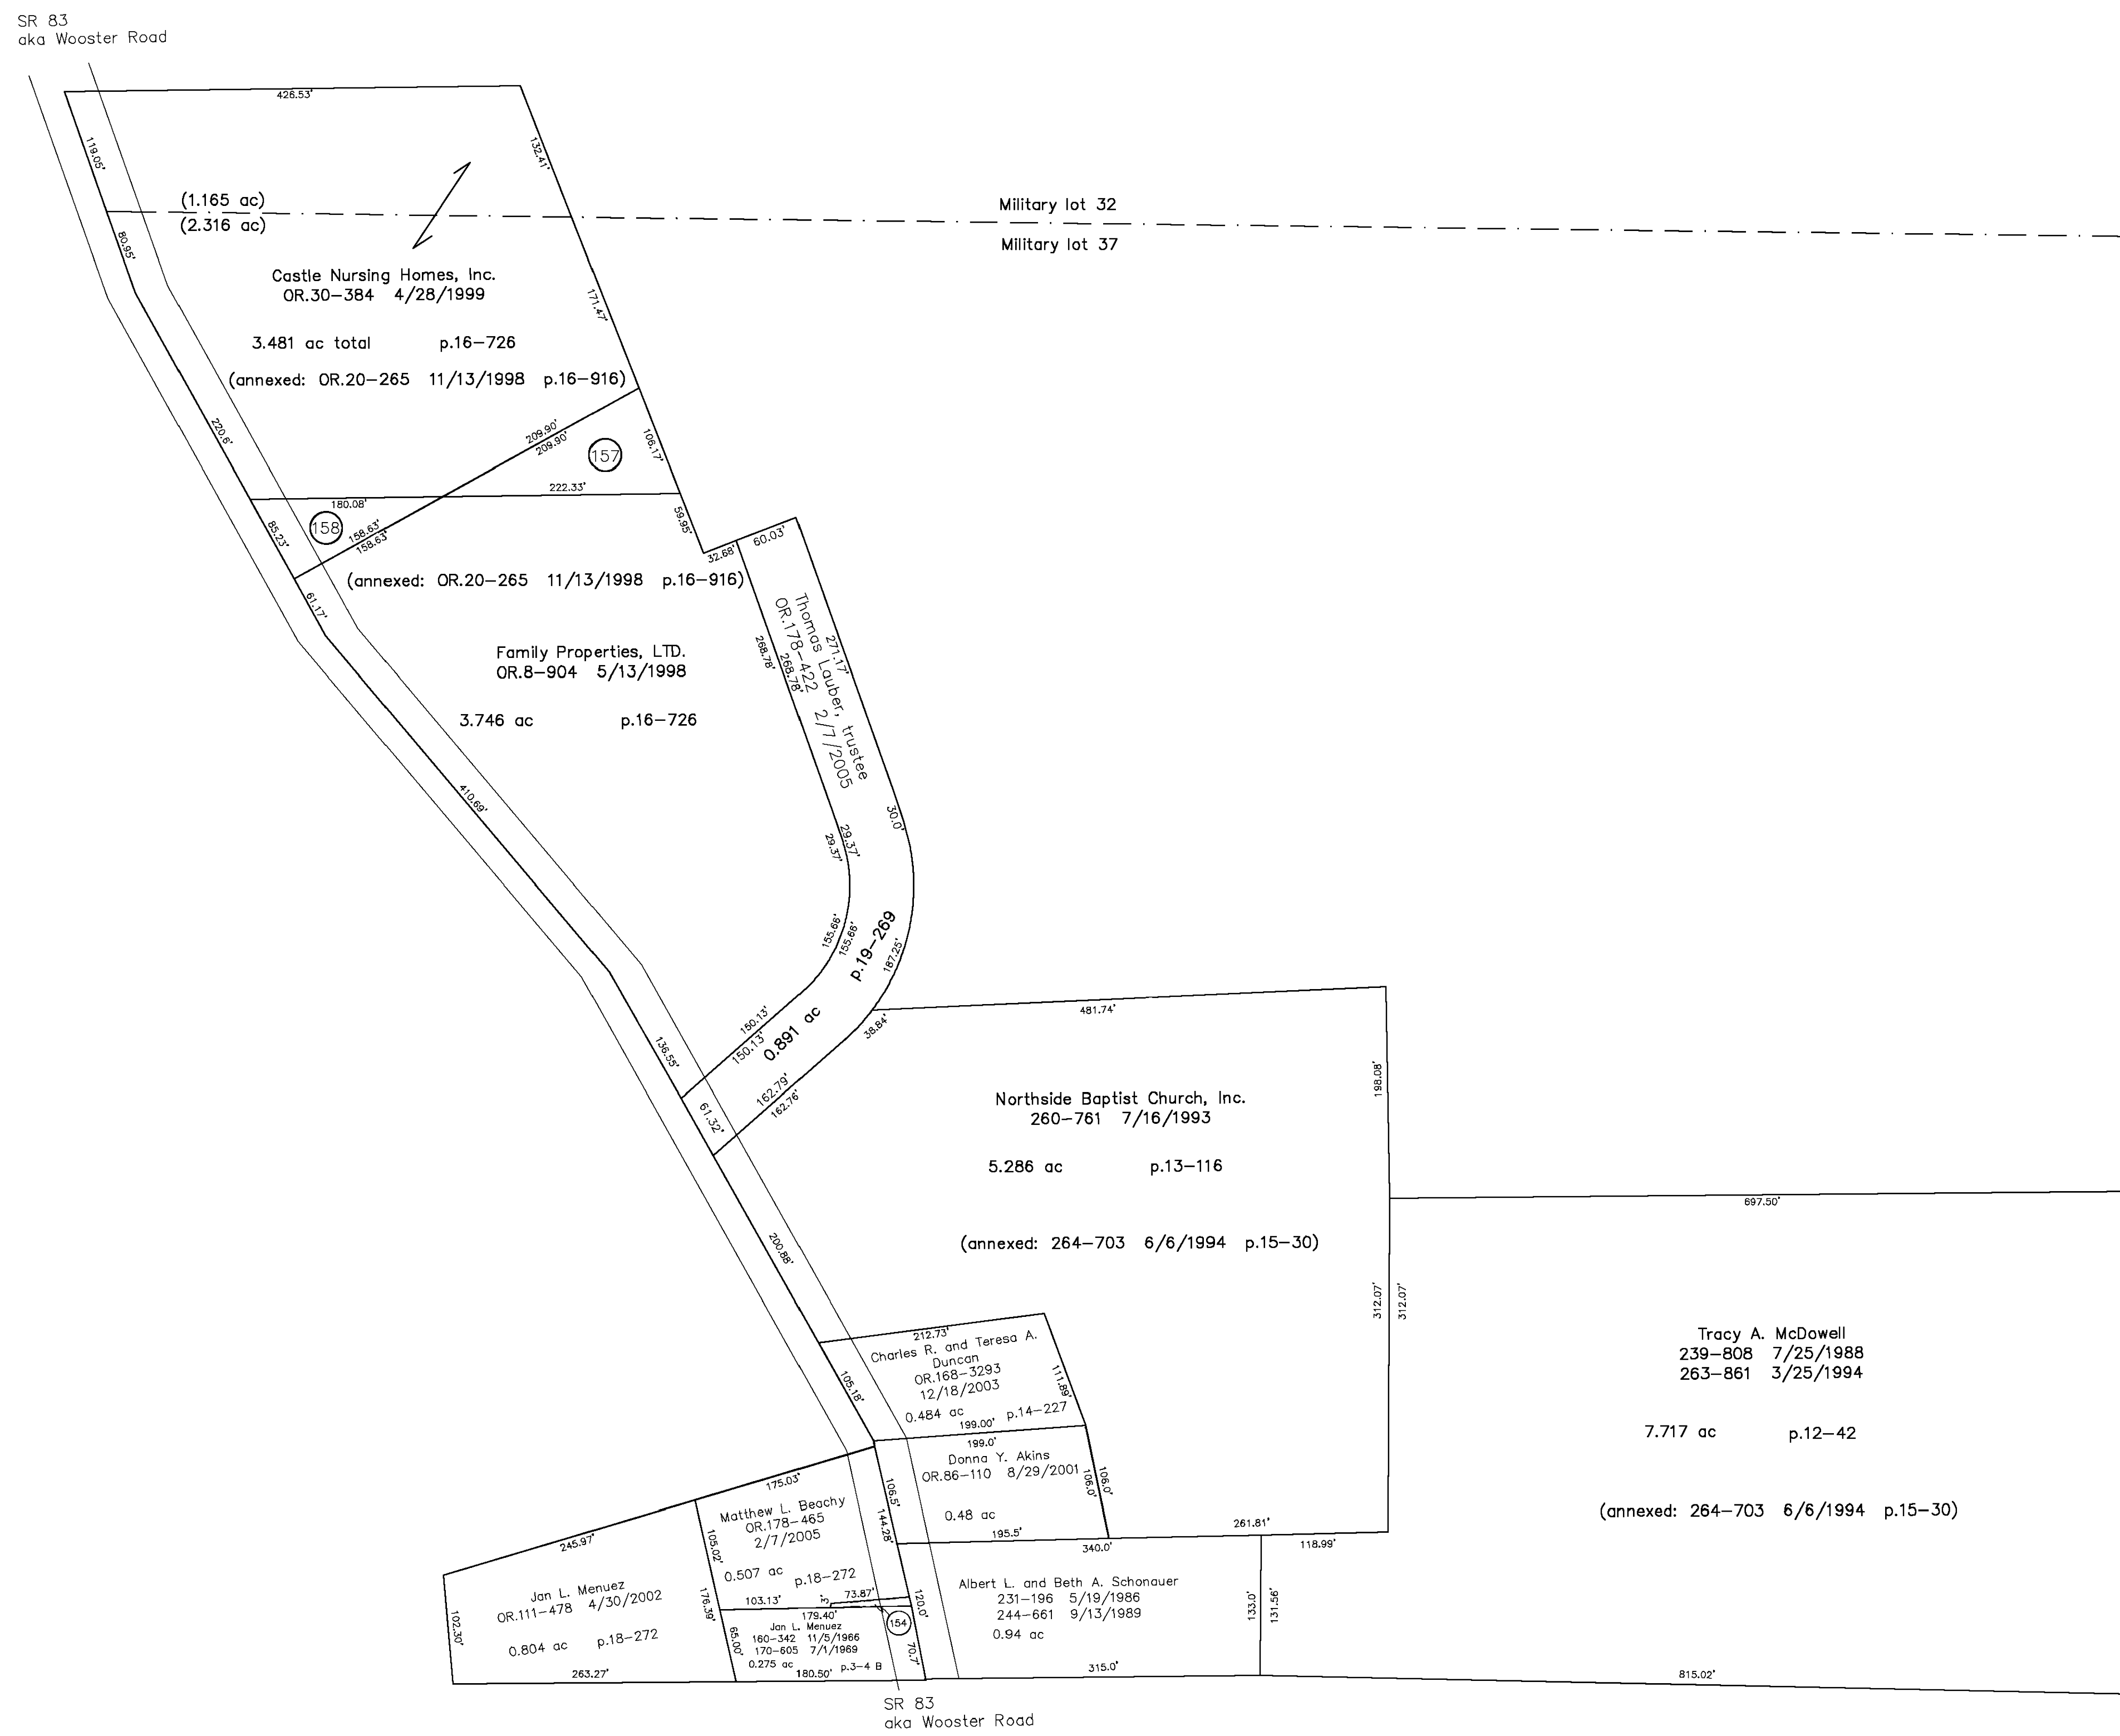 SR 83
aka Wooster Road
426.53'
119.05'
132.41'
(1.165 ac)
(2.316 ac)
Military lot 32
Military lot 37
80.95'
Castle Nursing Homes, Inc.
OR.30-384 4/28/1999
3.481 ac total p.16-726
(annexed: OR.20-265 11/13/1998 p.16-916)
171.47'
220.6'
209.90'
209.90'
157
106.17'
222.33'
180.08'
158
158.63'
158.63'
85.23'
59.95'
32.68'
60.03'
(annexed: OR.20-265 11/13/1998 p.16-916)
61.17'
Family Properties, LTD.
OR.8-904 5/13/1998
3.746 ac p.16-726
Thomas Lauber, trustee
OR.178-422 2/7/2005
268.78'
268.78'
271.17'
410.69'
30.0'
29.37'
29.37'
155.66'
155.66'
p.19-269
187.25'
150.13'
150.13'
0.891 ac
38.84'
136.55'
162.79'
162.76'
61.32'
481.74'
198.08'
Northside Baptist Church, Inc.
260-761 7/16/1993
5.286 ac p.13-116
(annexed: 264-703 6/6/1994 p.15-30)
697.50'
200.88'
312.07'
312.07'
212.73'
Charles R. and Teresa A.
Duncan
OR.168-3293
12/18/2003
0.484 ac p.14-227
111.89'
105.18'
199.00'
199.0'
Donna Y. Akins
OR.86-110 8/29/2001
0.48 ac
106.0'
106.0'
106.5'
195.5'
Tracy A. McDowell
239-808 7/25/1988
263-861 3/25/1994
7.717 ac p.12-42
(annexed: 264-703 6/6/1994 p.15-30)
261.81'
118.99'
340.0'
175.03'
Matthew L. Beachy
OR.178-465
2/7/2005
0.507 ac p.18-272
144.28'
105.02'
245.97'
Jan L. Menuez
OR.111-478 4/30/2002
0.804 ac p.18-272
102.30'
263.27'
176.39'
103.13'
.3'
73.87'
179.40'
154
120.0'
Jan L. Menuez
160-342 11/5/1966
170-605 7/1/1969
0.275 ac p.3-4 B
65.00'
70.7'
180.50'
Albert L. and Beth A. Schonauer
231-196 5/19/1986
244-661 9/13/1989
0.94 ac
133.0'
131.56'
315.0'
815.02'
SR 83
aka Wooster Road